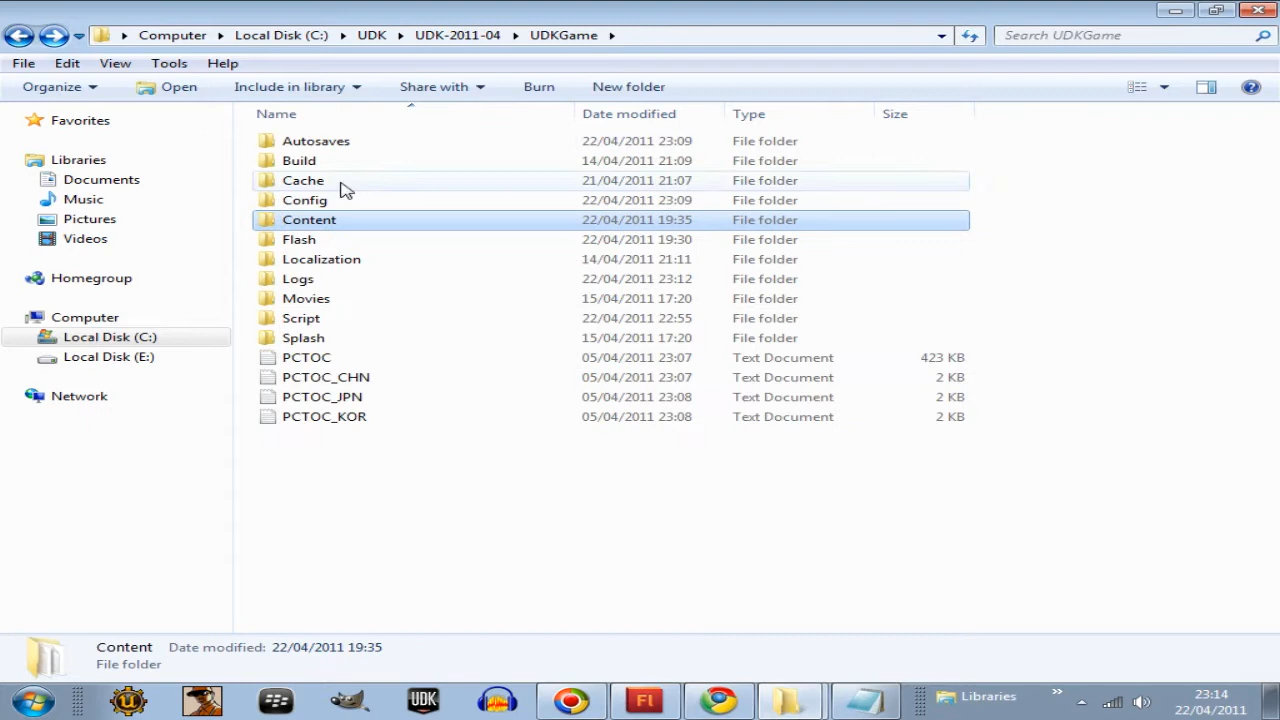 Computer Local Disk (C:) UDK UDK-2011-04 UDKGame Search UDKGame
File Edit View Tools Help
Organize Open Include in library Share with Burn New folder
Name Date modified Type Size
Favorites
Libraries
Documents
Music
Pictures
Videos
Homegroup
Computer
Local Disk (C:)
Local Disk (E:)
Network
Autosaves 22/04/2011 23:09 File folder
Build 14/04/2011 21:09 File folder
Cache 21/04/2011 21:07 File folder
Config 22/04/2011 23:09 File folder
Content 22/04/2011 19:35 File folder
Flash 22/04/2011 19:30 File folder
Localization 14/04/2011 21:11 File folder
Logs 22/04/2011 23:12 File folder
Movies 15/04/2011 17:20 File folder
Script 22/04/2011 22:55 File folder
Splash 15/04/2011 17:20 File folder
PCTOC 05/04/2011 23:07 Text Document 423 KB
PCTOC_CHN 05/04/2011 23:07 Text Document 2 KB
PCTOC_JPN 05/04/2011 23:08 Text Document 2 KB
PCTOC_KOR 05/04/2011 23:08 Text Document 2 KB
Content Date modified: 22/04/2011 19:35
File folder
UDK Fl Libraries » 23:14
22/04/2011